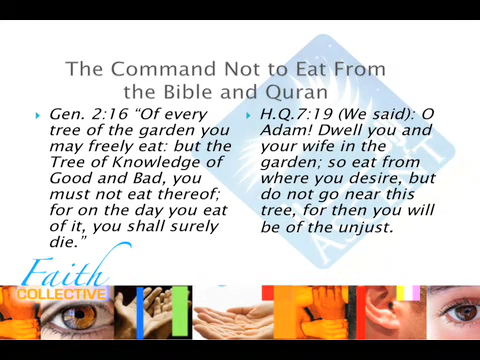 The Command Not to Eat From
the Bible and Quran
Gen. 2:16 “Of every
tree of the garden you
may freely eat: but the
Tree of Knowledge of
Good and Bad, you
must not eat thereof;
for on the day you eat
of it, you shall surely
die.”
H.Q.7:19 (We said): O
Adam! Dwell you and
your wife in the
garden; so eat from
where you desire, but
do not go near this
tree, for then you will
be of the unjust.
Faith
COLLECTIVE